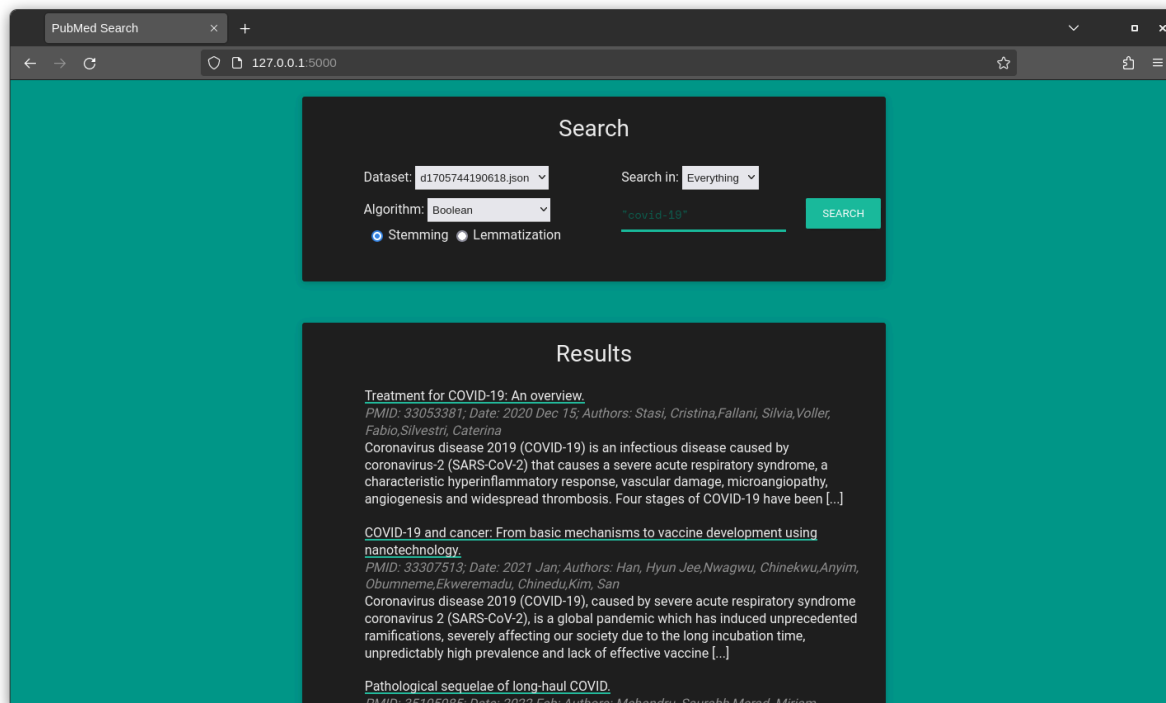 PubMed Search
127.0.0.1:5000
Search
Dataset: d1705744190618.json
Search in: Everything
Algorithm: Boolean
"covid-19"
SEARCH
Stemming Lemmatization
Results
Treatment for COVID-19: An overview.
PMID: 33053381; Date: 2020 Dec 15; Authors: Stasi, Cristina,Fallani, Silvia,Voller,
Fabio,Silvestri, Caterina
Coronavirus disease 2019 (COVID-19) is an infectious disease caused by
coronavirus-2 (SARS-CoV-2) that causes a severe acute respiratory syndrome, a
characteristic hyperinflammatory response, vascular damage, microangiopathy,
angiogenesis and widespread thrombosis. Four stages of COVID-19 have been [...]
COVID-19 and cancer: From basic mechanisms to vaccine development using
nanotechnology.
PMID: 33307513; Date: 2021 Jan; Authors: Han, Hyun Jee,Nwagwu, Chinekwu,Anyim,
Obumneme,Ekweremadu, Chinedu,Kim, San
Coronavirus disease 2019 (COVID-19), caused by severe acute respiratory syndrome
coronavirus 2 (SARS-CoV-2), is a global pandemic which has induced unprecedented
ramifications, severely affecting our society due to the long incubation time,
unpredictably high prevalence and lack of effective vaccine [...]
Pathological sequelae of long-haul COVID.